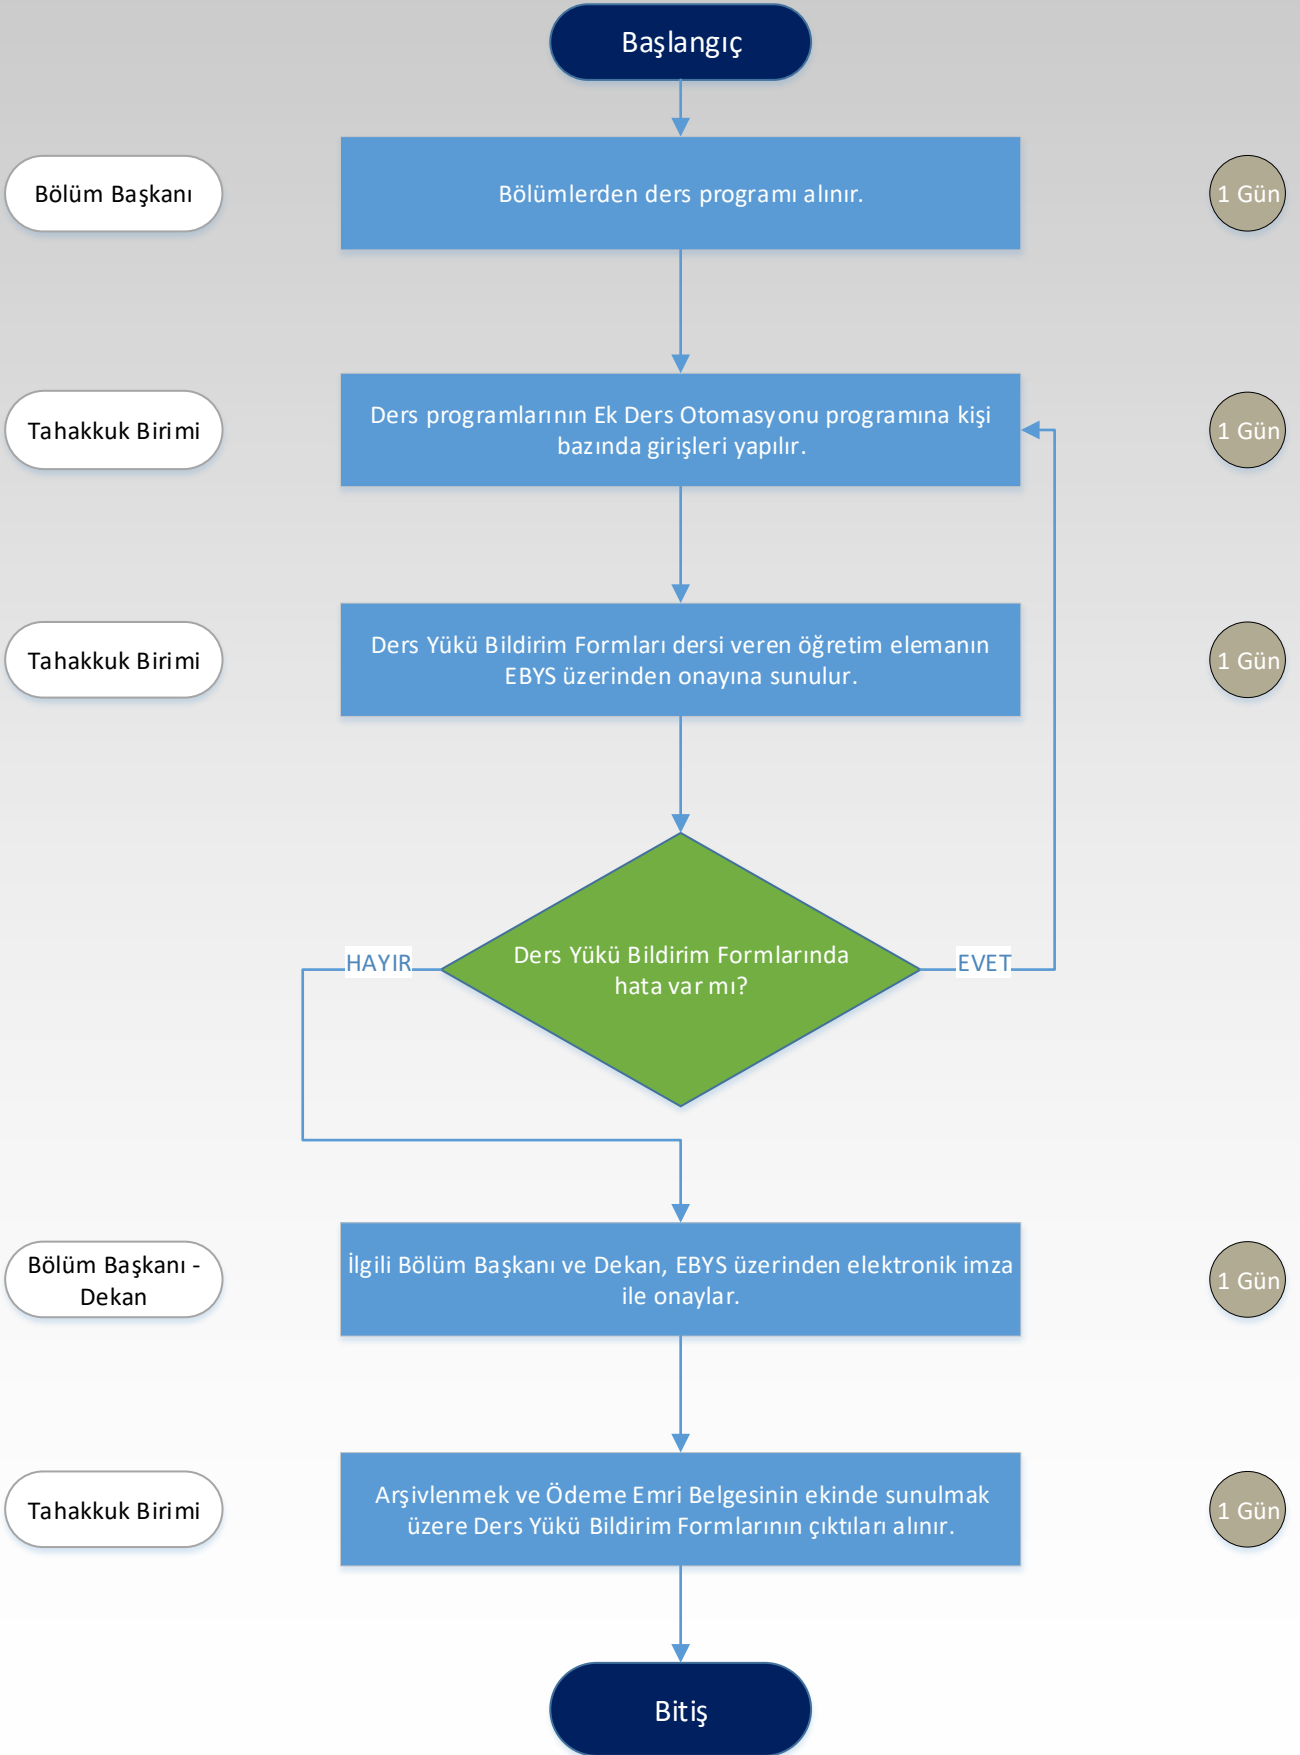 Başlangıç
Bölüm Başkanı
Bölümlerden ders programı alınır.
1 Gün
Tahakkuk Birimi
Ders programlarının Ek Ders Otomasyonu programına kişi
bazında girişleri yapılır.
1 Gün
Tahakkuk Birimi
Ders Yükü Bildirim Formları dersi veren öğretim elemanın
EBYS üzerinden onayına sunulur.
1 Gün
HAYIR
Ders Yükü Bildirim Formlarında
hata var mı?
EVET
Bölüm Başkanı -
Dekan
İlgili Bölüm Başkanı ve Dekan, EBYS üzerinden elektronik imza
ile onaylar.
1 Gün
Tahakkuk Birimi
Arşivlenmek ve Ödeme Emri Belgesinin ekinde sunulmak
üzere Ders Yükü Bildirim Formlarının çıktıları alınır.
1 Gün
Bitiş